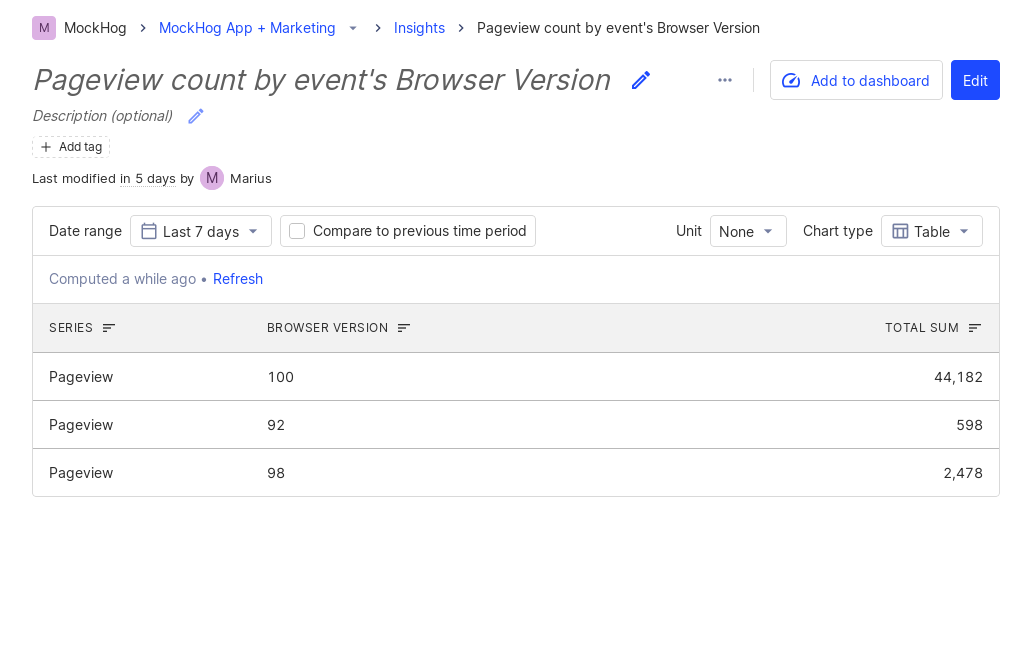 M MockHog MockHog App + Marketing Insights Pageview count by event's Browser Version
Pageview count by event's Browser Version
Add to dashboard
Edit
Description (optional)
Add tag
Last modified in 5 days by M Marius
Date range Last 7 days Compare to previous time period Unit None Chart type Table
Computed a while ago • Refresh
SERIES BROWSER VERSION TOTAL SUM
Pageview 100 44,182
Pageview 92 598
Pageview 98 2,478